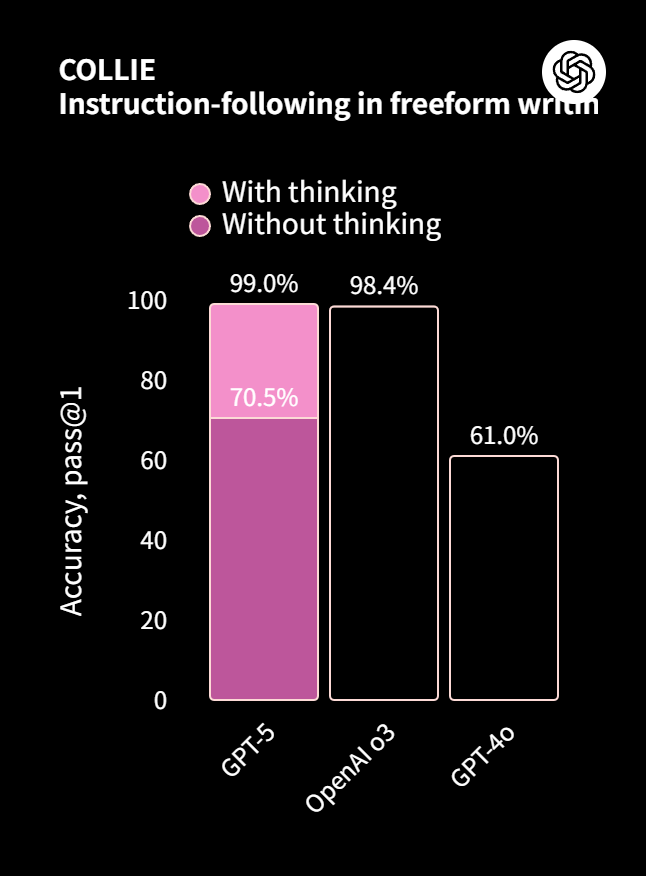 COLLIE
Instruction-following in freeform writin
With thinking
Without thinking
99.0%
98.4%
100
70.5%
80
61.0%
60
40
20
0
Accuracy, pass@1
GPT-5
OpenAI o3
GPT-4o